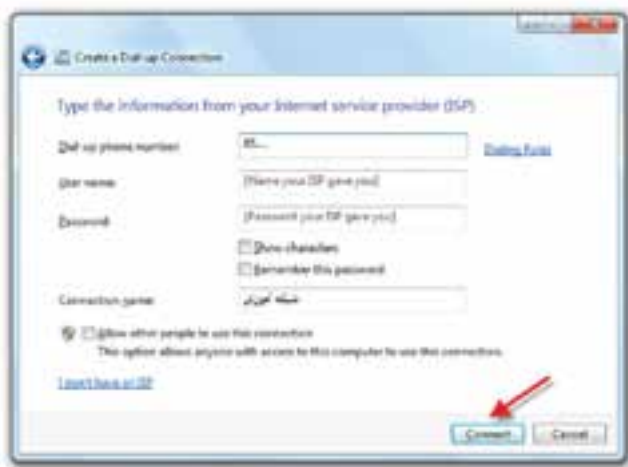 Create a Dial-up Connection
Type the information from your Internet service provider (ISP)
Dial-up phone number:
Dialing Rules
User name:
[Name your ISP gave you]
Password:
[Password your ISP gave you]
Show characters
Remember this password
Connection name:
Allow other people to use this connection
This option allows anyone with access to this computer to use this connection.
I don't have an ISP
Connect
Cancel